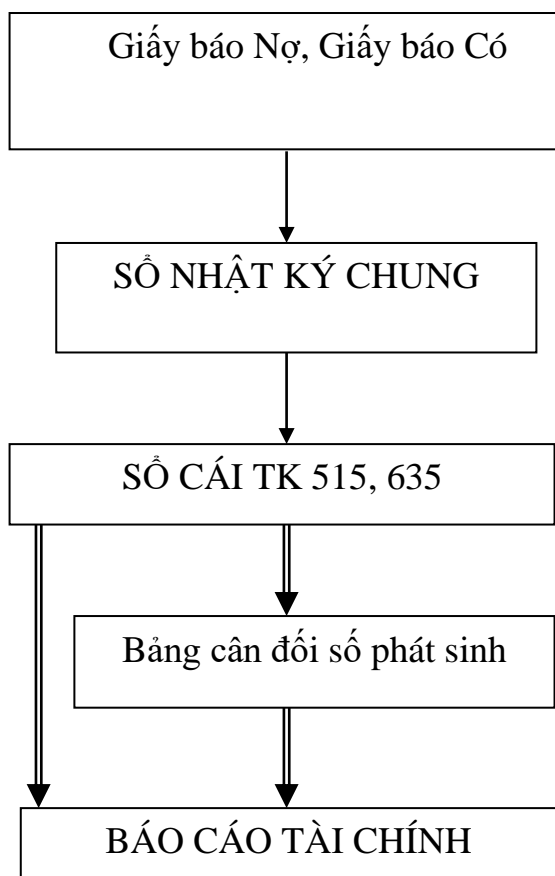 Giấy báo Nợ, Giấy báo Có
SỔ NHẬT KÝ CHUNG
SỔ CÁI TK 515, 635
Bảng cân đối số phát sinh
BÁO CÁO TÀI CHÍNH